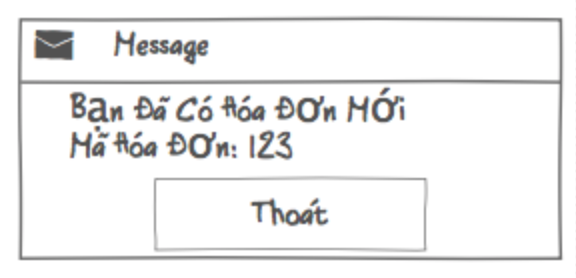 Message
Bạn Đã Có Hóa Đơn Mới
Mã Hóa Đơn: 123
Thoát